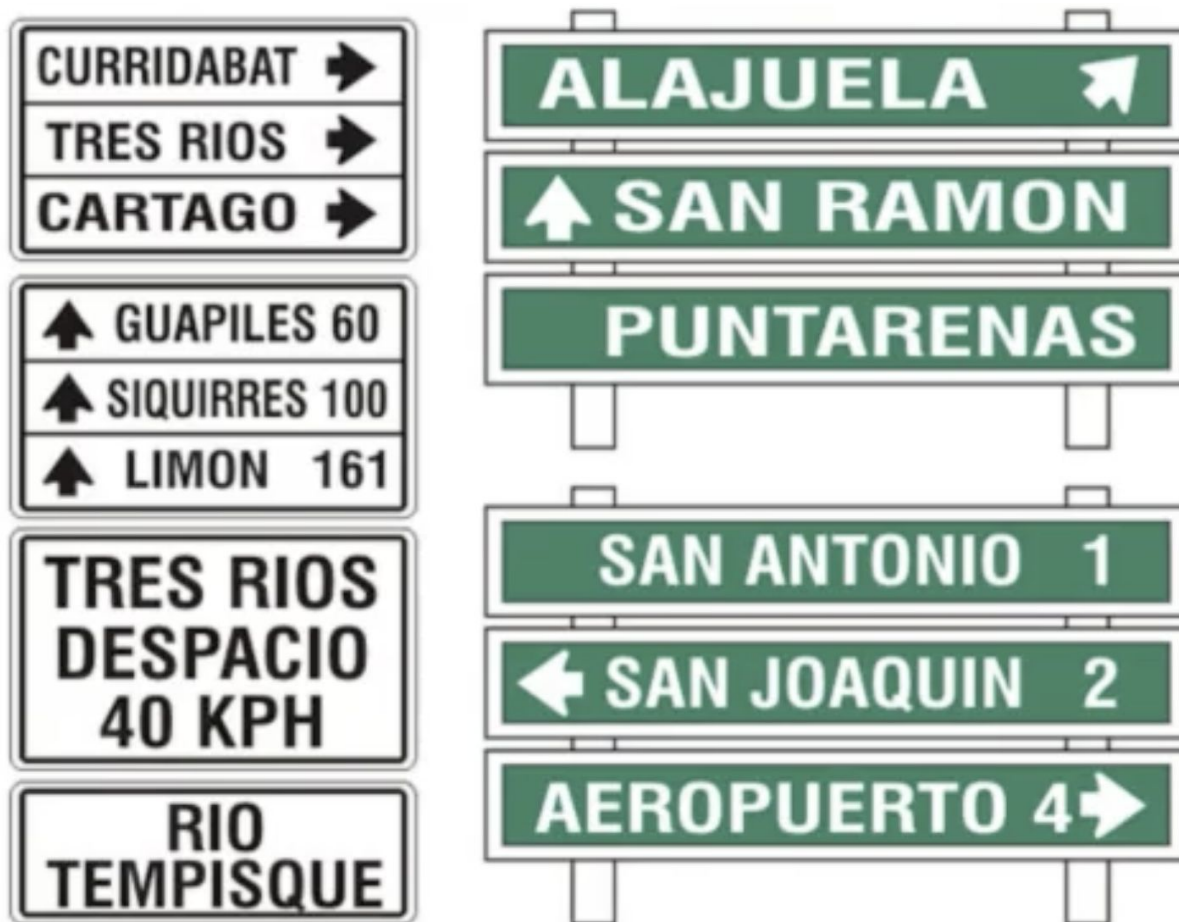 CURRIDABAT
TRES RIOS
CARTAGO
GUAPILES 60
SIQUIRRES 100
LIMON 161
TRES RIOS
DESPACIO
40 KPH
RIO
TEMPISQUE
ALAJUELA
SAN RAMON
PUNTARENAS
SAN ANTONIO 1
SAN JOAQUIN 2
AEROPUERTO 4